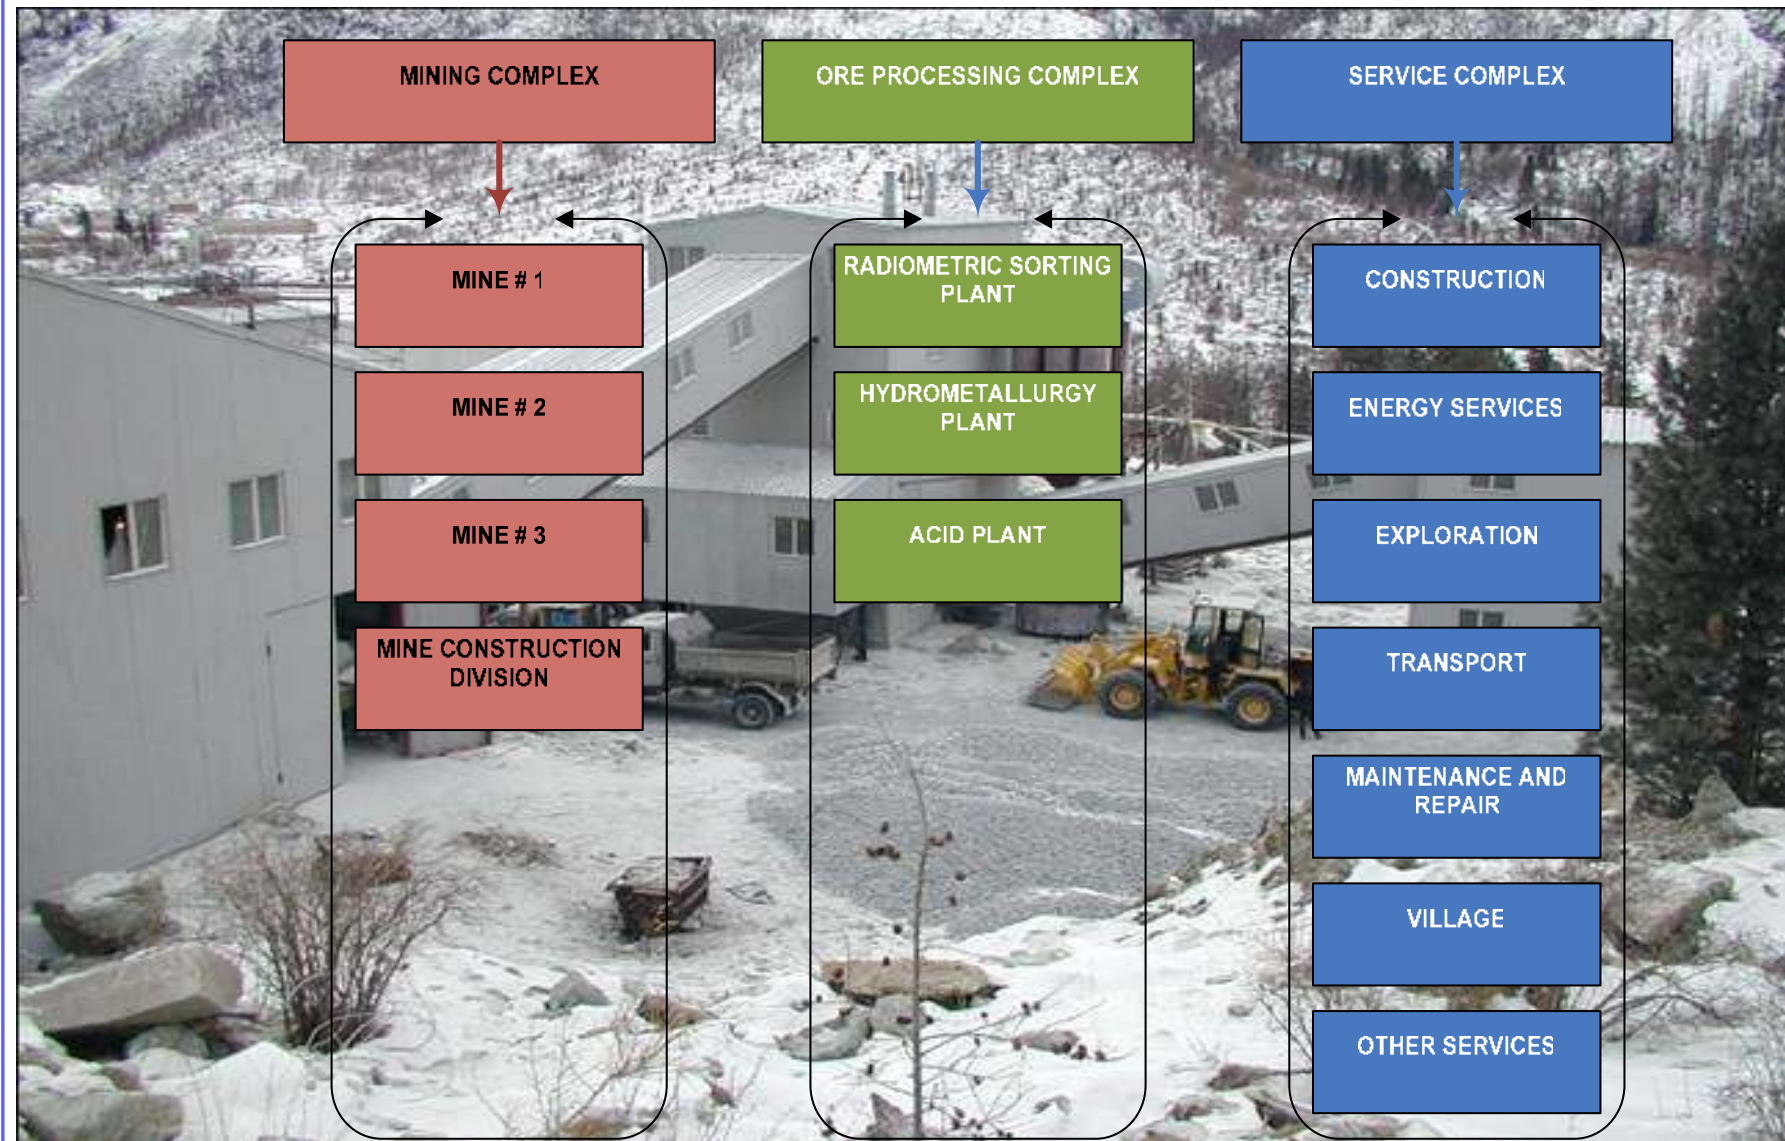 MINING COMPLEX
ORE PROCESSING COMPLEX
SERVICE COMPLEX
MINE # 1
MINE # 2
MINE # 3
MINE CONSTRUCTION
DIVISION
RADIOMETRIC SORTING
PLANT
HYDROMETALLURGY
PLANT
ACID PLANT
CONSTRUCTION
ENERGY SERVICES
EXPLORATION
TRANSPORT
MAINTENANCE AND
REPAIR
VILLAGE
OTHER SERVICES